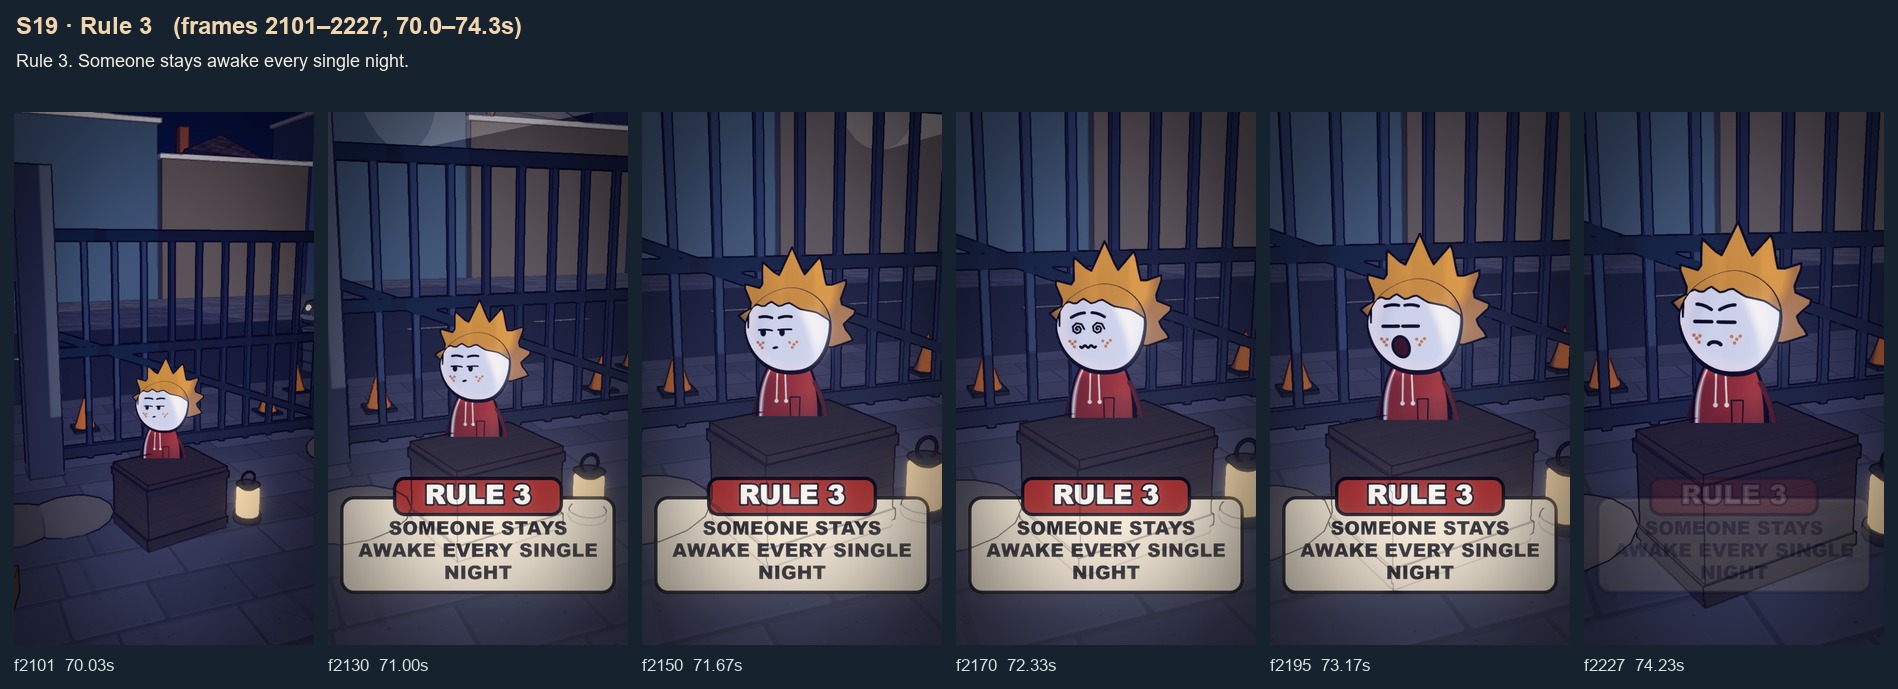 S19 · Rule 3 (frames 2101–2227, 70.0–74.3s)
Rule 3. Someone stays awake every single night.
RULE 3
SOMEONE STAYS
AWAKE EVERY SINGLE
NIGHT
RULE 3
SOMEONE STAYS
AWAKE EVERY SINGLE
NIGHT
RULE 3
SOMEONE STAYS
AWAKE EVERY SINGLE
NIGHT
RULE 3
SOMEONE STAYS
AWAKE EVERY SINGLE
NIGHT
RULE 3
SOMEONE STAYS
AWAKE EVERY SINGLE
NIGHT
f2101 70.03s
f2130 71.00s
f2150 71.67s
f2170 72.33s
f2195 73.17s
f2227 74.23s